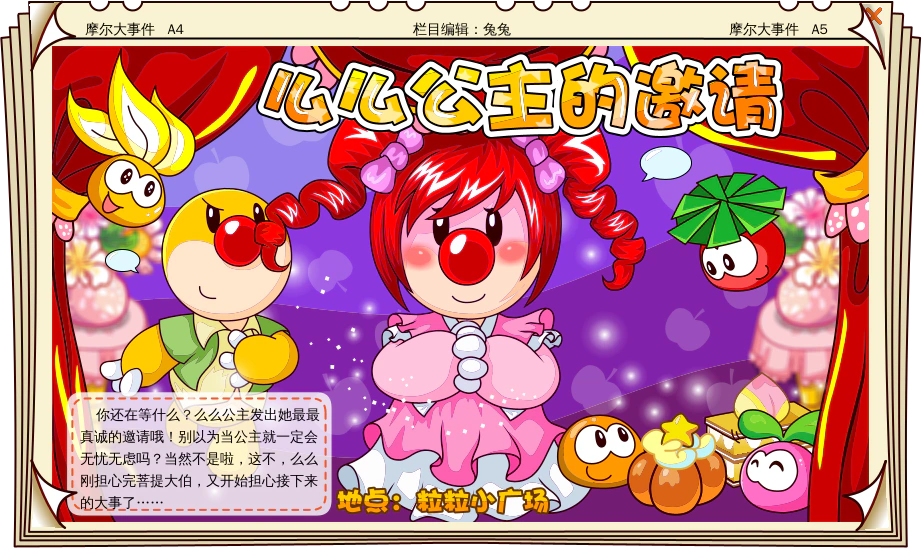 摩尔大事件 A4
栏目编辑：兔兔
摩尔大事件 A5
么么公主的邀请
你还在等什么？么么公主发出她最最
真诚的邀请哦！别以为当公主就一定会
无忧无虑吗？当然不是啦，这不，么么
刚担心完菩提大伯，又开始担心接下来
的大事了……
地点：粒粒小广场